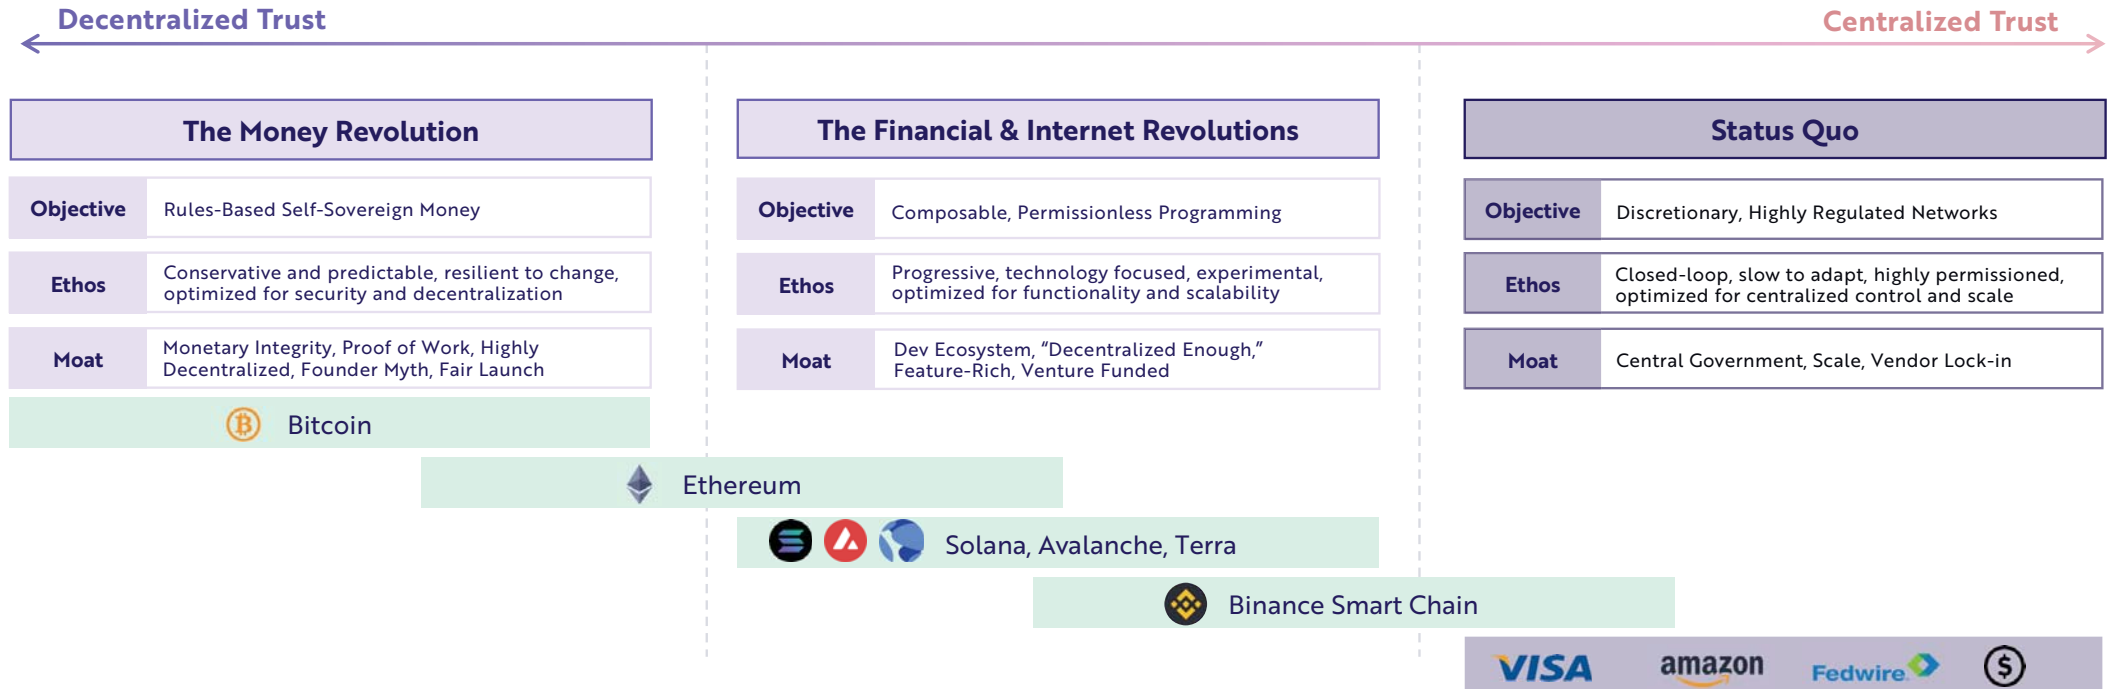 Decentralized Trust
Centralized Trust
The Money Revolution
Objective
Rules-Based Self-Sovereign Money
Ethos
Conservative and predictable, resilient to change,
optimized for security and decentralization
Moat
Monetary Integrity, Proof of Work, Highly
Decentralized, Founder Myth, Fair Launch
The Financial & Internet Revolutions
Objective
Composable, Permissionless Programming
Ethos
Progressive, technology focused, experimental,
optimized for functionality and scalability
Moat
Dev Ecosystem, “Decentralized Enough,”
Feature-Rich, Venture Funded
Status Quo
Objective
Discretionary, Highly Regulated Networks
Ethos
Closed-loop, slow to adapt, highly permissioned,
optimized for centralized control and scale
Moat
Central Government, Scale, Vendor Lock-in
Bitcoin
Ethereum
Solana, Avalanche, Terra
Binance Smart Chain
VISA
amazon
Fedwire
$